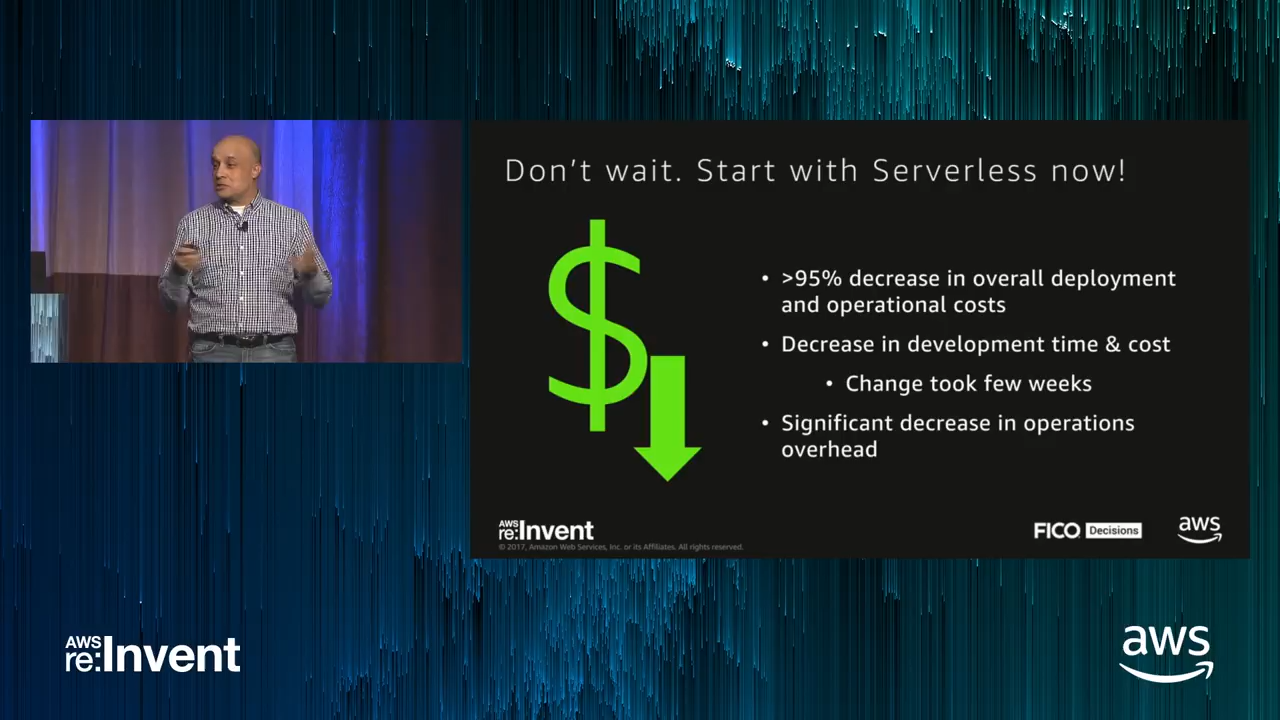 Don't wait. Start with Serverless now!
$
• >95% decrease in overall deployment
and operational costs
• Decrease in development time & cost
• Change took few weeks
• Significant decrease in operations
overhead
AWS
re:Invent
© 2017, Amazon Web Services, Inc. or its Affiliates. All rights reserved.
FICO Decisions
aws
AWS
re:Invent
aws